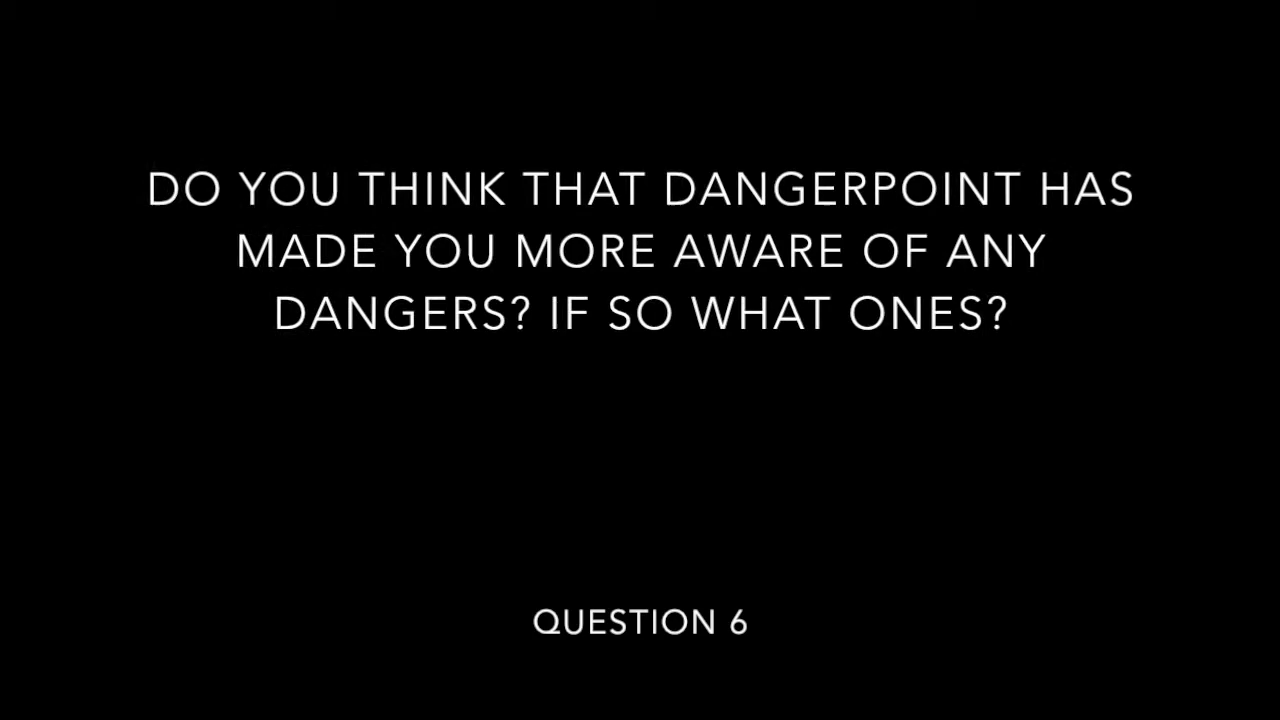 DO YOU THINK THAT DANGERPOINT HAS
MADE YOU MORE AWARE OF ANY
DANGERS? IF SO WHAT ONES?
QUESTION 6